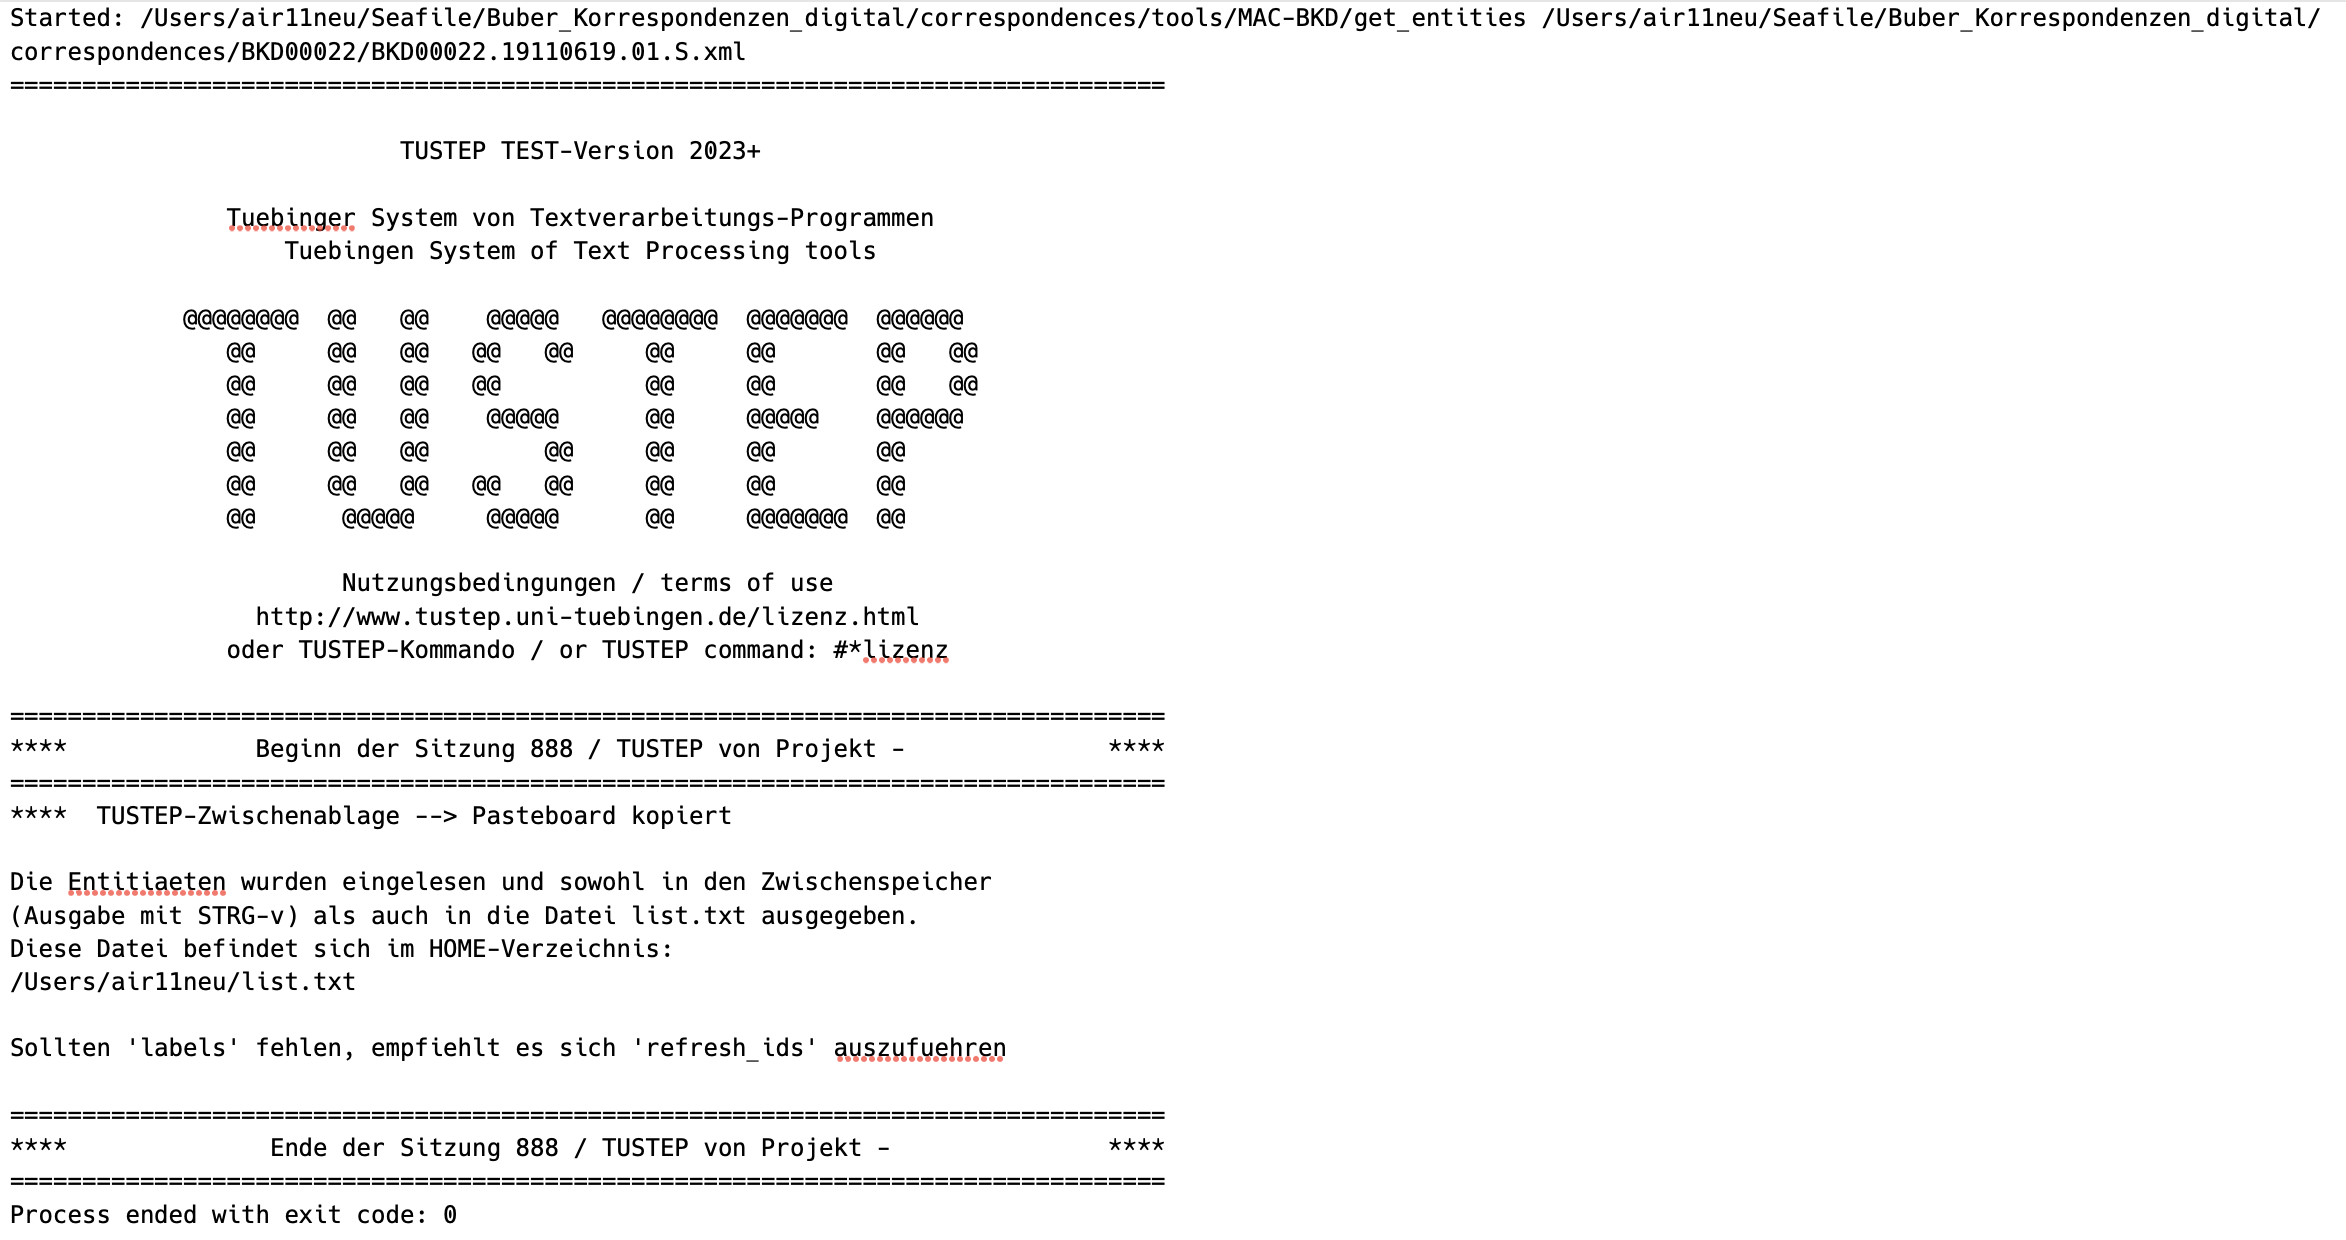 Started: /Users/air11neu/Seafile/Buber_Korrespondenzen_digital/correspondences/tools/MAC-BKD/get_entities /Users/air11neu/Seafile/Buber_Korrespondenzen_digital/
correspondences/BKD00022/BKD00022.19110619.01.S.xml
================================================================================

                           TUSTEP TEST-Version 2023+

               Tuebinger System von Textverarbeitungs-Programmen
                   Tuebingen System of Text Processing tools

            @@@@@@@@  @@   @@    @@@@@   @@@@@@@@  @@@@@@@  @@@@@@
               @@     @@   @@   @@   @@     @@     @@       @@   @@
               @@     @@   @@   @@          @@     @@       @@   @@
               @@     @@   @@    @@@@@      @@     @@@@@    @@@@@@
               @@     @@   @@        @@     @@     @@       @@
               @@     @@   @@   @@   @@     @@     @@       @@
               @@      @@@@@     @@@@@      @@     @@@@@@@  @@

                       Nutzungsbedingungen / terms of use
                 http://www.tustep.uni-tuebingen.de/lizenz.html
               oder TUSTEP-Kommando / or TUSTEP command: #*lizenz

================================================================================
****             Beginn der Sitzung 888 / TUSTEP von Projekt -              ****
================================================================================
****  TUSTEP-Zwischenablage --> Pasteboard kopiert

Die Entitiaeten wurden eingelesen und sowohl in den Zwischenspeicher
(Ausgabe mit STRG-v) als auch in die Datei list.txt ausgegeben.
Diese Datei befindet sich im HOME-Verzeichnis:
/Users/air11neu/list.txt

Sollten 'labels' fehlen, empfiehlt es sich 'refresh_ids' auszufuehren

================================================================================
****              Ende der Sitzung 888 / TUSTEP von Projekt -               ****
================================================================================
Process ended with exit code: 0